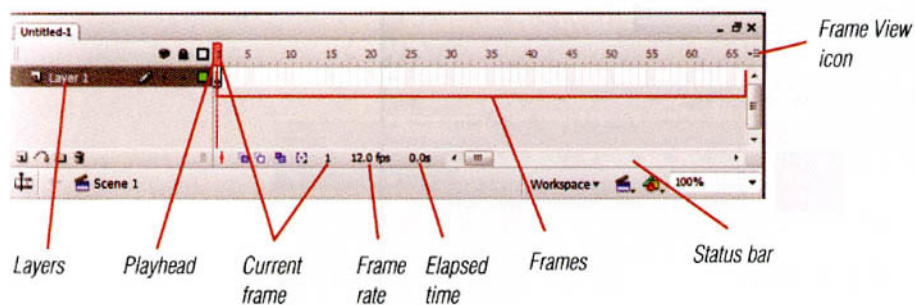 Untitled-1
Frame View
icon
5 10 15 20 25 30 35 40 45 50 55 60 65
Layer 1
1 12.0 fps 0.0s
Scene 1 Workspace 100%
Layers Playhead Current
frame Frame
rate Elapsed
time Frames Status bar